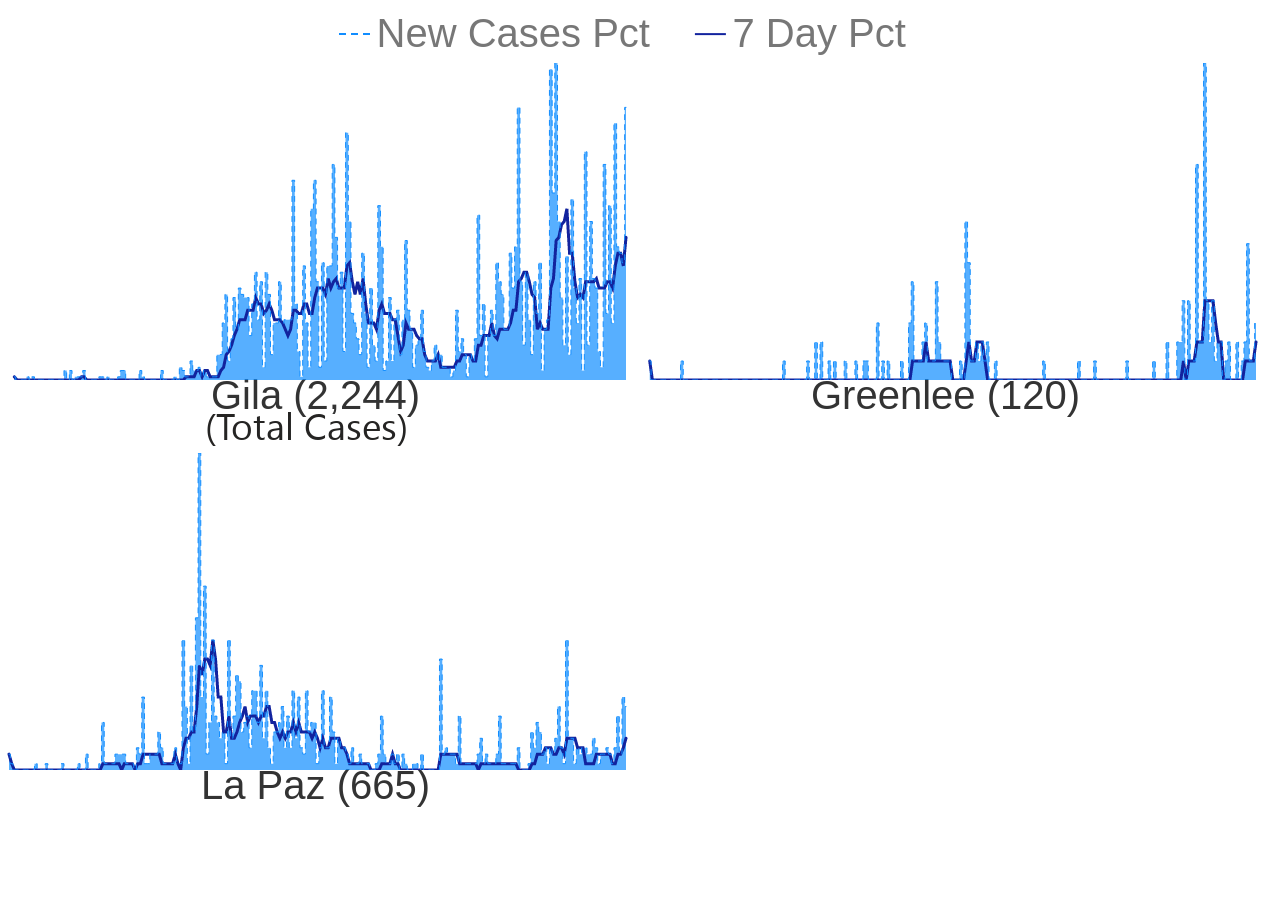 New Cases Pct 7 Day Pct
Gila (2,244)
(Total Cases)
Greenlee (120)
La Paz (665)